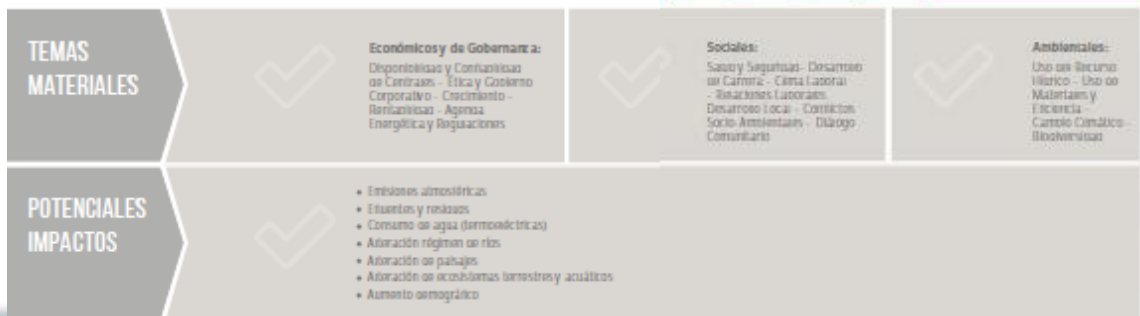 TEMAS
MATERIALES
Económicos y de Gobernanza:
Disponibilidad y Confiabilidad
de Centrales - Ética y Gobierno
Corporativo - Crecimiento -
Rentabilidad - Agenda
Energética y Regulaciones
Sociales:
Salud y Seguridad - Desarrollo
de Carrera - Clima Laboral
- Relaciones Laborales
Desarrollo Local - Conflictos
Socio-Ambientales - Diálogo
Comunitario
Ambientales:
Uso del Recurso
Hídrico - Uso de
Materiales y
Eficiencia -
Cambio Climático -
Biodiversidad
POTENCIALES
IMPACTOS
• Emisiones atmosféricas
• Efluentes y residuos
• Consumo de agua (termoeléctricas)
• Alteración régimen de ríos
• Alteración de paisajes
• Alteración de ecosistemas terrestres y acuáticos
• Aumento demográfico